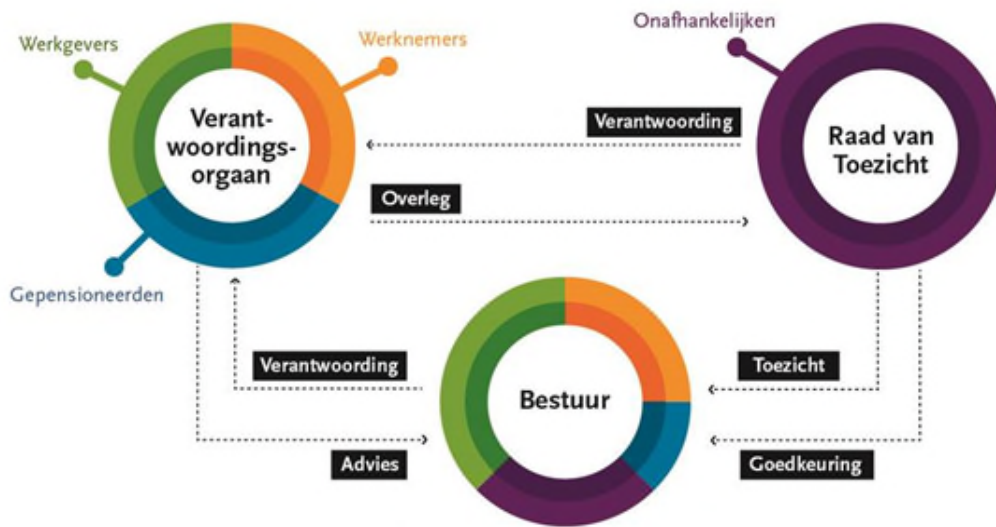 Werkgevers
Werknemers
Verant-
woordings-
orgaan
Gepensioneerden
Onafhankelijken
Raad van
Toezicht
Verantwoording
Overleg
Verantwoording
Advies
Bestuur
Toezicht
Goedkeuring